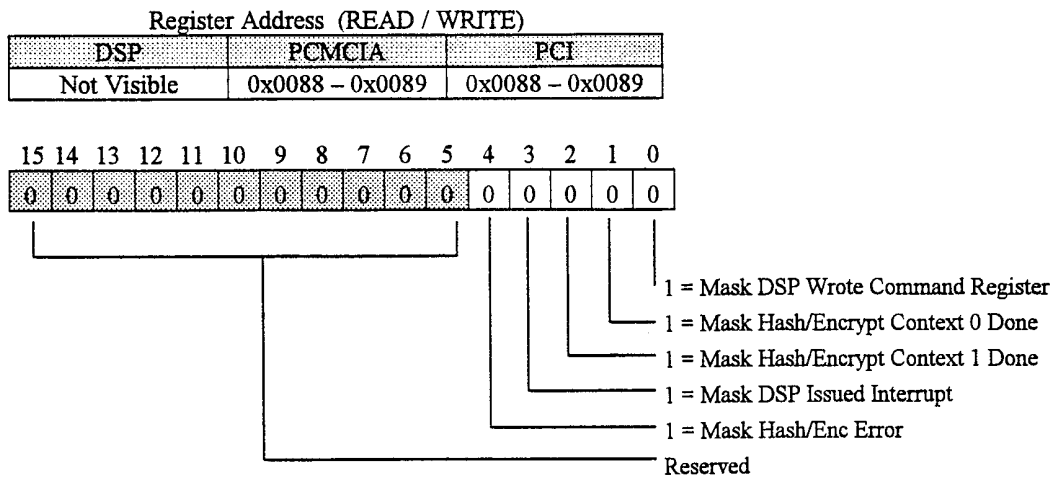 Register Address (READ / WRITE)
DSP PCMCIA PCI
Not Visible 0x0088 – 0x0089 0x0088 – 0x0089
15 14 13 12 11 10 9 8 7 6 5 4 3 2 1 0
0 0 0 0 0 0 0 0 0 0 0 0 0 0 0 0
1 = Mask DSP Wrote Command Register
1 = Mask Hash/Encrypt Context 0 Done
1 = Mask Hash/Encrypt Context 1 Done
1 = Mask DSP Issued Interrupt
1 = Mask Hash/Enc Error
Reserved